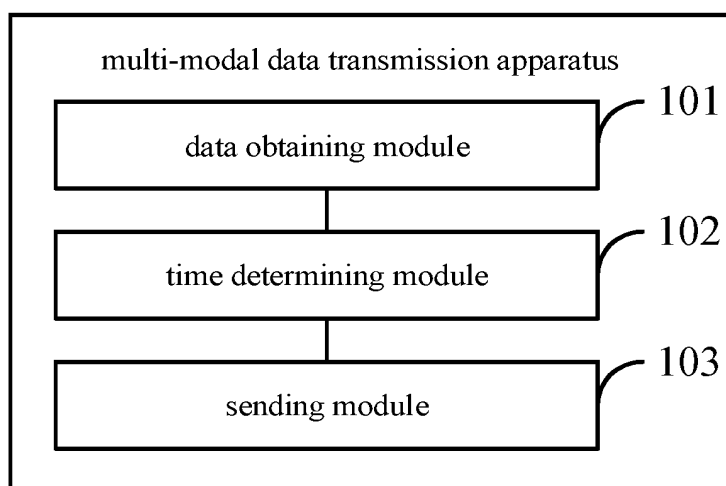 multi-modal data transmission apparatus
101
data obtaining module
102
time determining module
103
sending module